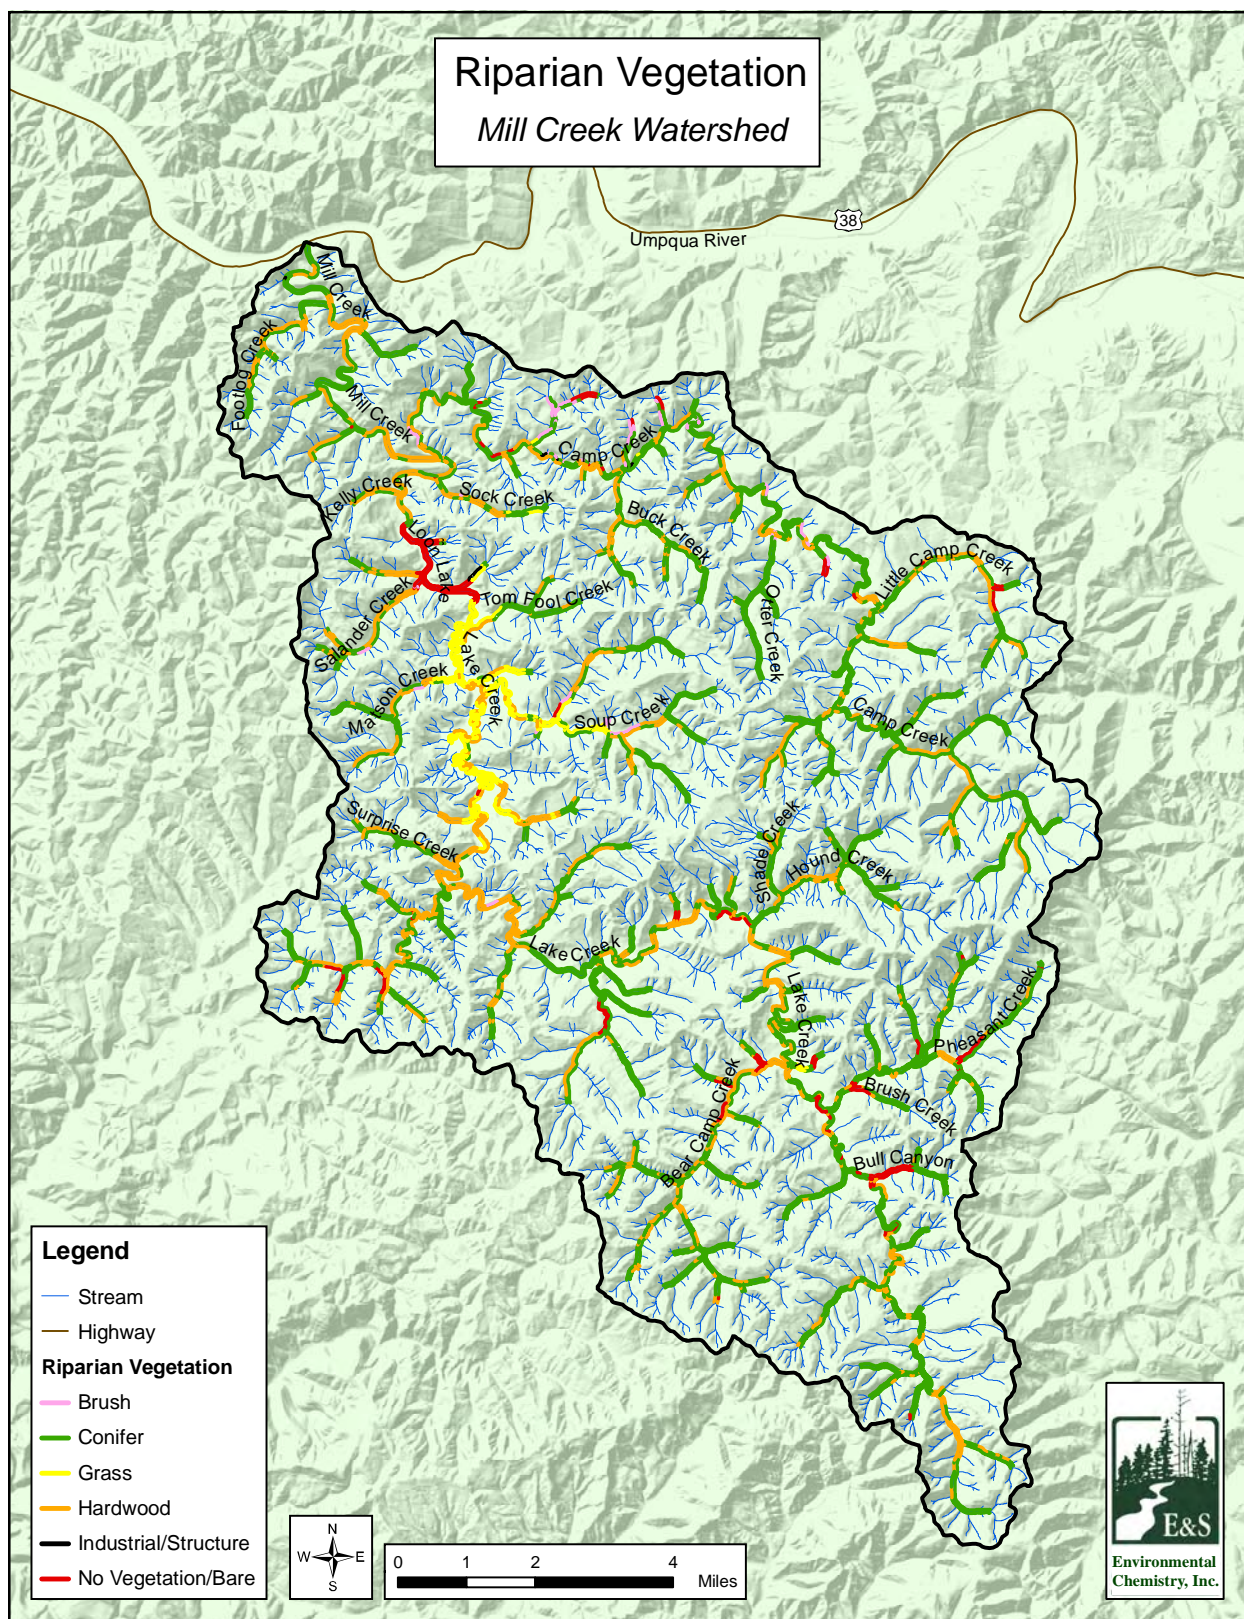 Riparian Vegetation
Mill Creek Watershed
38
Umpqua River
Mill Creek
Footlog Creek
Mill Creek
Camp Creek
Kelly Creek
Sock Creek
Buck Creek
Loon Lake
Little Camp Creek
Tom Fool Creek
Otter Creek
Salander Creek
Lake Creek
Matson Creek
Soup Creek
Camp Creek
Surprise Creek
Shade Creek
Hound Creek
Lake Creek
Lake Creek
Pheasant Creek
Bear Camp Creek
Brush Creek
Bull Canyon
Legend
Stream
Highway
Riparian Vegetation
Brush
Conifer
Grass
Hardwood
Industrial/Structure
No Vegetation/Bare
N
W E
S
0 1 2 4
Miles
E&S
Environmental
Chemistry, Inc.